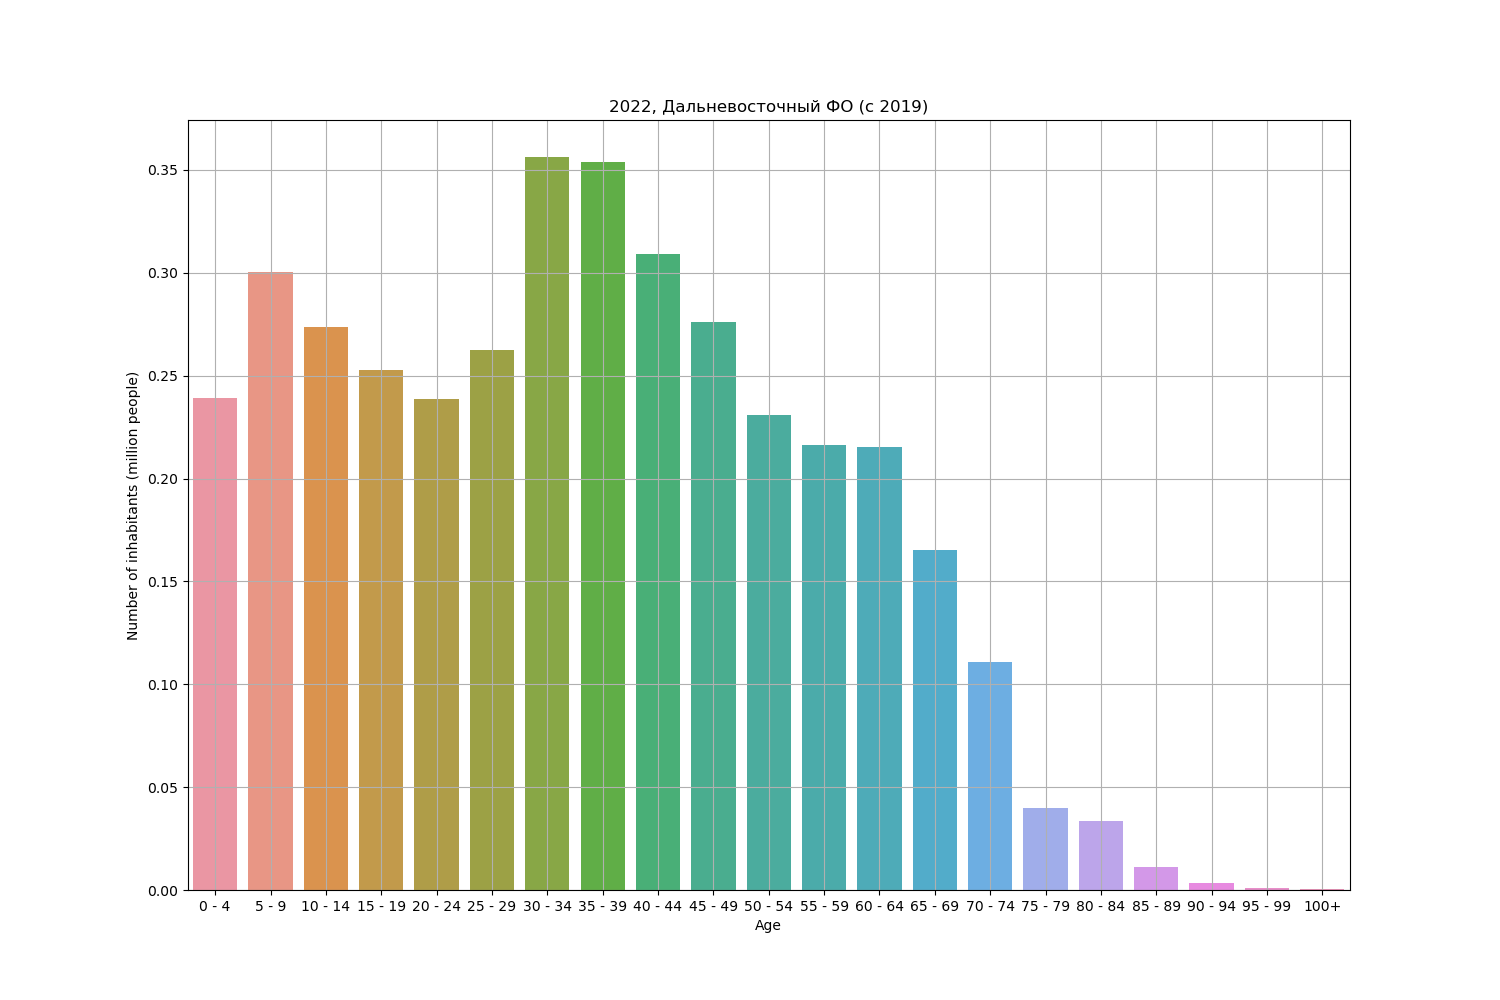 2022, Дальневосточный ФО (с 2019)
Number of inhabitants (million people)
0.35
0.30
0.25
0.20
0.15
0.10
0.05
0.00
0 - 4 5 - 9 10 - 14 15 - 19 20 - 24 25 - 29 30 - 34 35 - 39 40 - 44 45 - 49 50 - 54 55 - 59 60 - 64 65 - 69 70 - 74 75 - 79 80 - 84 85 - 89 90 - 94 95 - 99 100+
Age